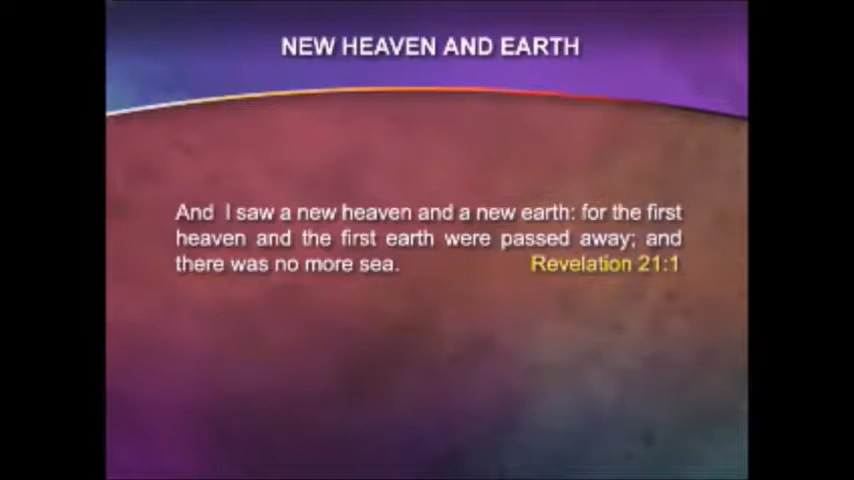 NEW HEAVEN AND EARTH
And I saw a new heaven and a new earth: for the first
heaven and the first earth were passed away; and
there was no more sea. Revelation 21:1